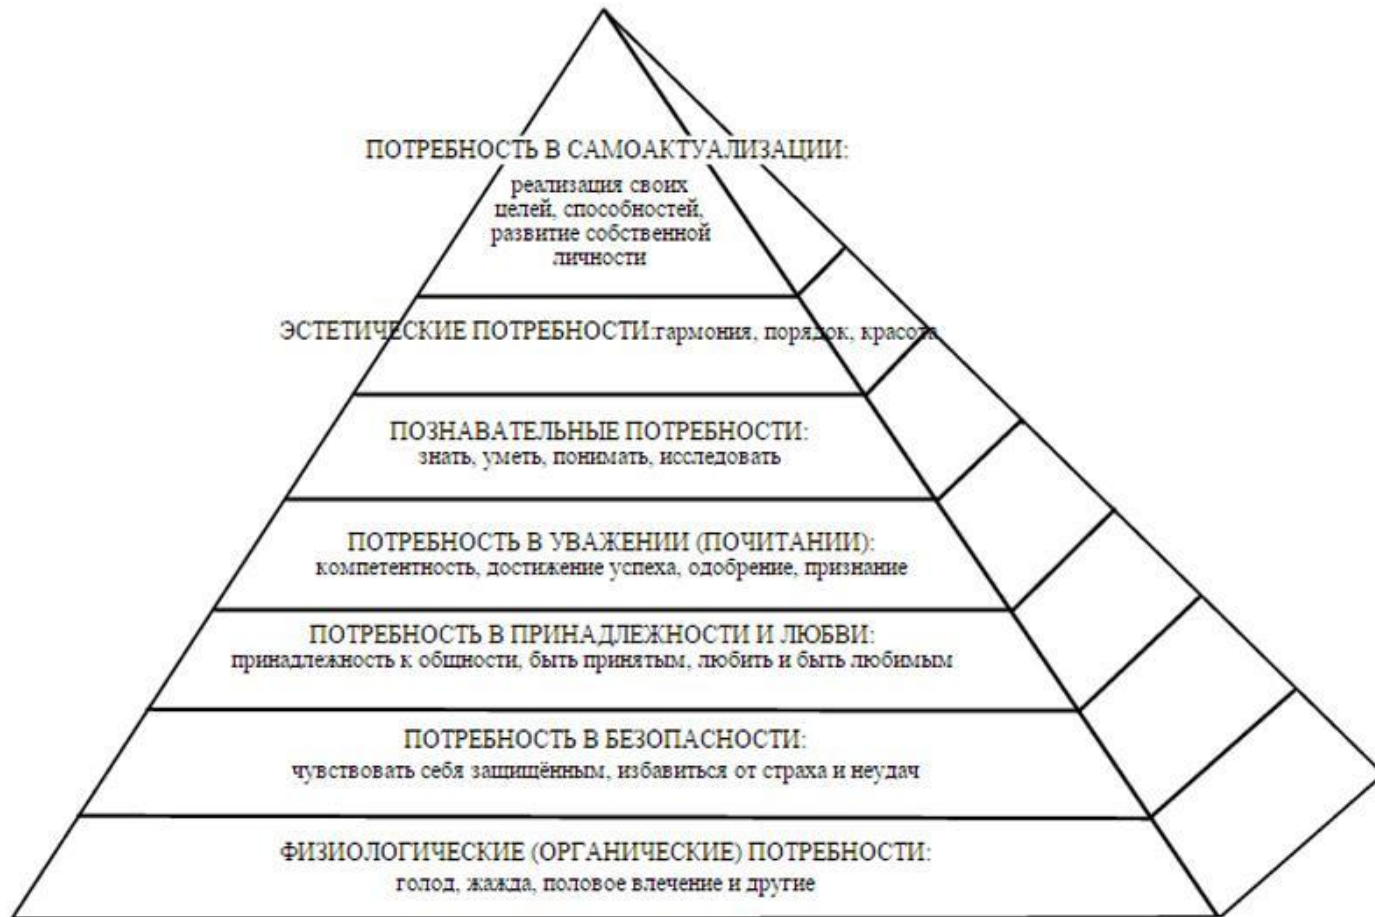 ПОТРЕБНОСТЬ В САМОАКТУАЛИЗАЦИИ:
реализация своих
целей, способностей,
развитие собственной
личности
ЭСТЕТИЧЕСКИЕ ПОТРЕБНОСТИ:гармония, порядок, красота
ПОЗНАВАТЕЛЬНЫЕ ПОТРЕБНОСТИ:
знать, уметь, понимать, исследовать
ПОТРЕБНОСТЬ В УВАЖЕНИИ (ПОЧИТАНИИ):
компетентность, достижение успеха, одобрение, признание
ПОТРЕБНОСТЬ В ПРИНАДЛЕЖНОСТИ И ЛЮБВИ:
принадлежность к общности, быть принятым, любить и быть любимым
ПОТРЕБНОСТЬ В БЕЗОПАСНОСТИ:
чувствовать себя защищённым, избавиться от страха и неудач
ФИЗИОЛОГИЧЕСКИЕ (ОРГАНИЧЕСКИЕ) ПОТРЕБНОСТИ:
голод, жажда, половое влечение и другие